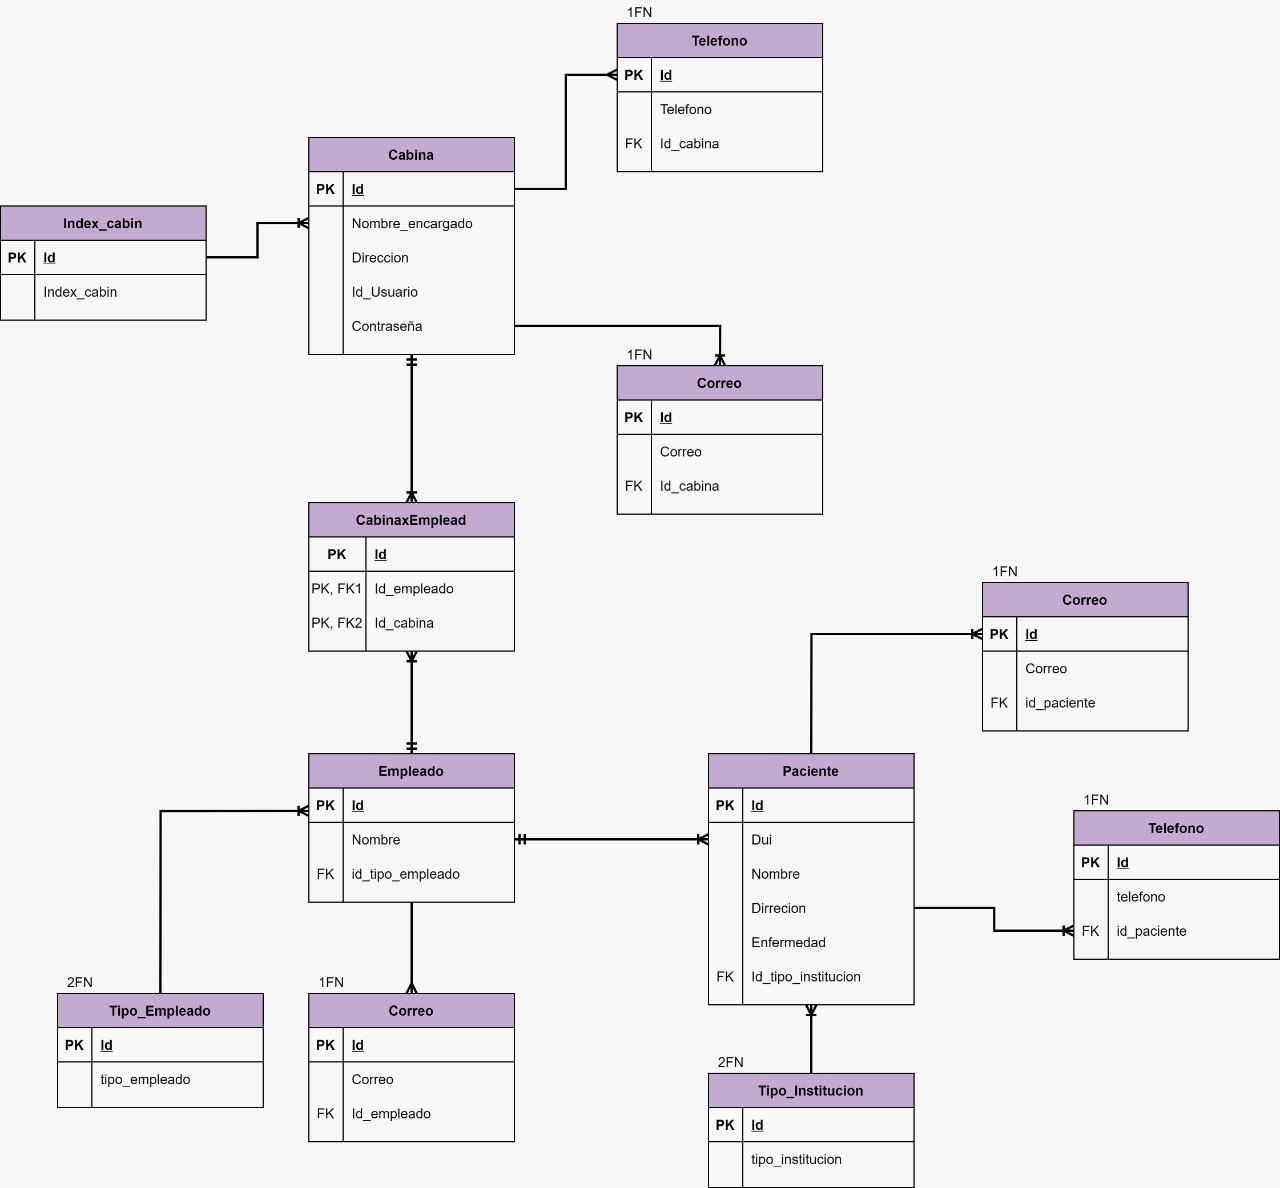 1FN
Telefono
PK Id
Telefono
FK Id_cabina
Cabina
PK Id
Nombre_encargado
Direccion
Id_Usuario
Contraseña
Index_cabin
PK Id
Index_cabin
1FN
Correo
PK Id
Correo
FK Id_cabina
CabinaxEmplead
PK Id
PK, FK1 Id_empleado
PK, FK2 Id_cabina
1FN
Correo
PK Id
Correo
FK id_paciente
Empleado
PK Id
Nombre
FK id_tipo_empleado
Paciente
PK Id
Dui
Nombre
Dirrecion
Enfermedad
FK Id_tipo_institucion
1FN
Telefono
PK Id
telefono
FK id_paciente
2FN
Tipo_Empleado
PK Id
tipo_empleado
1FN
Correo
PK Id
Correo
FK Id_empleado
2FN
Tipo_Institucion
PK Id
tipo_institucion